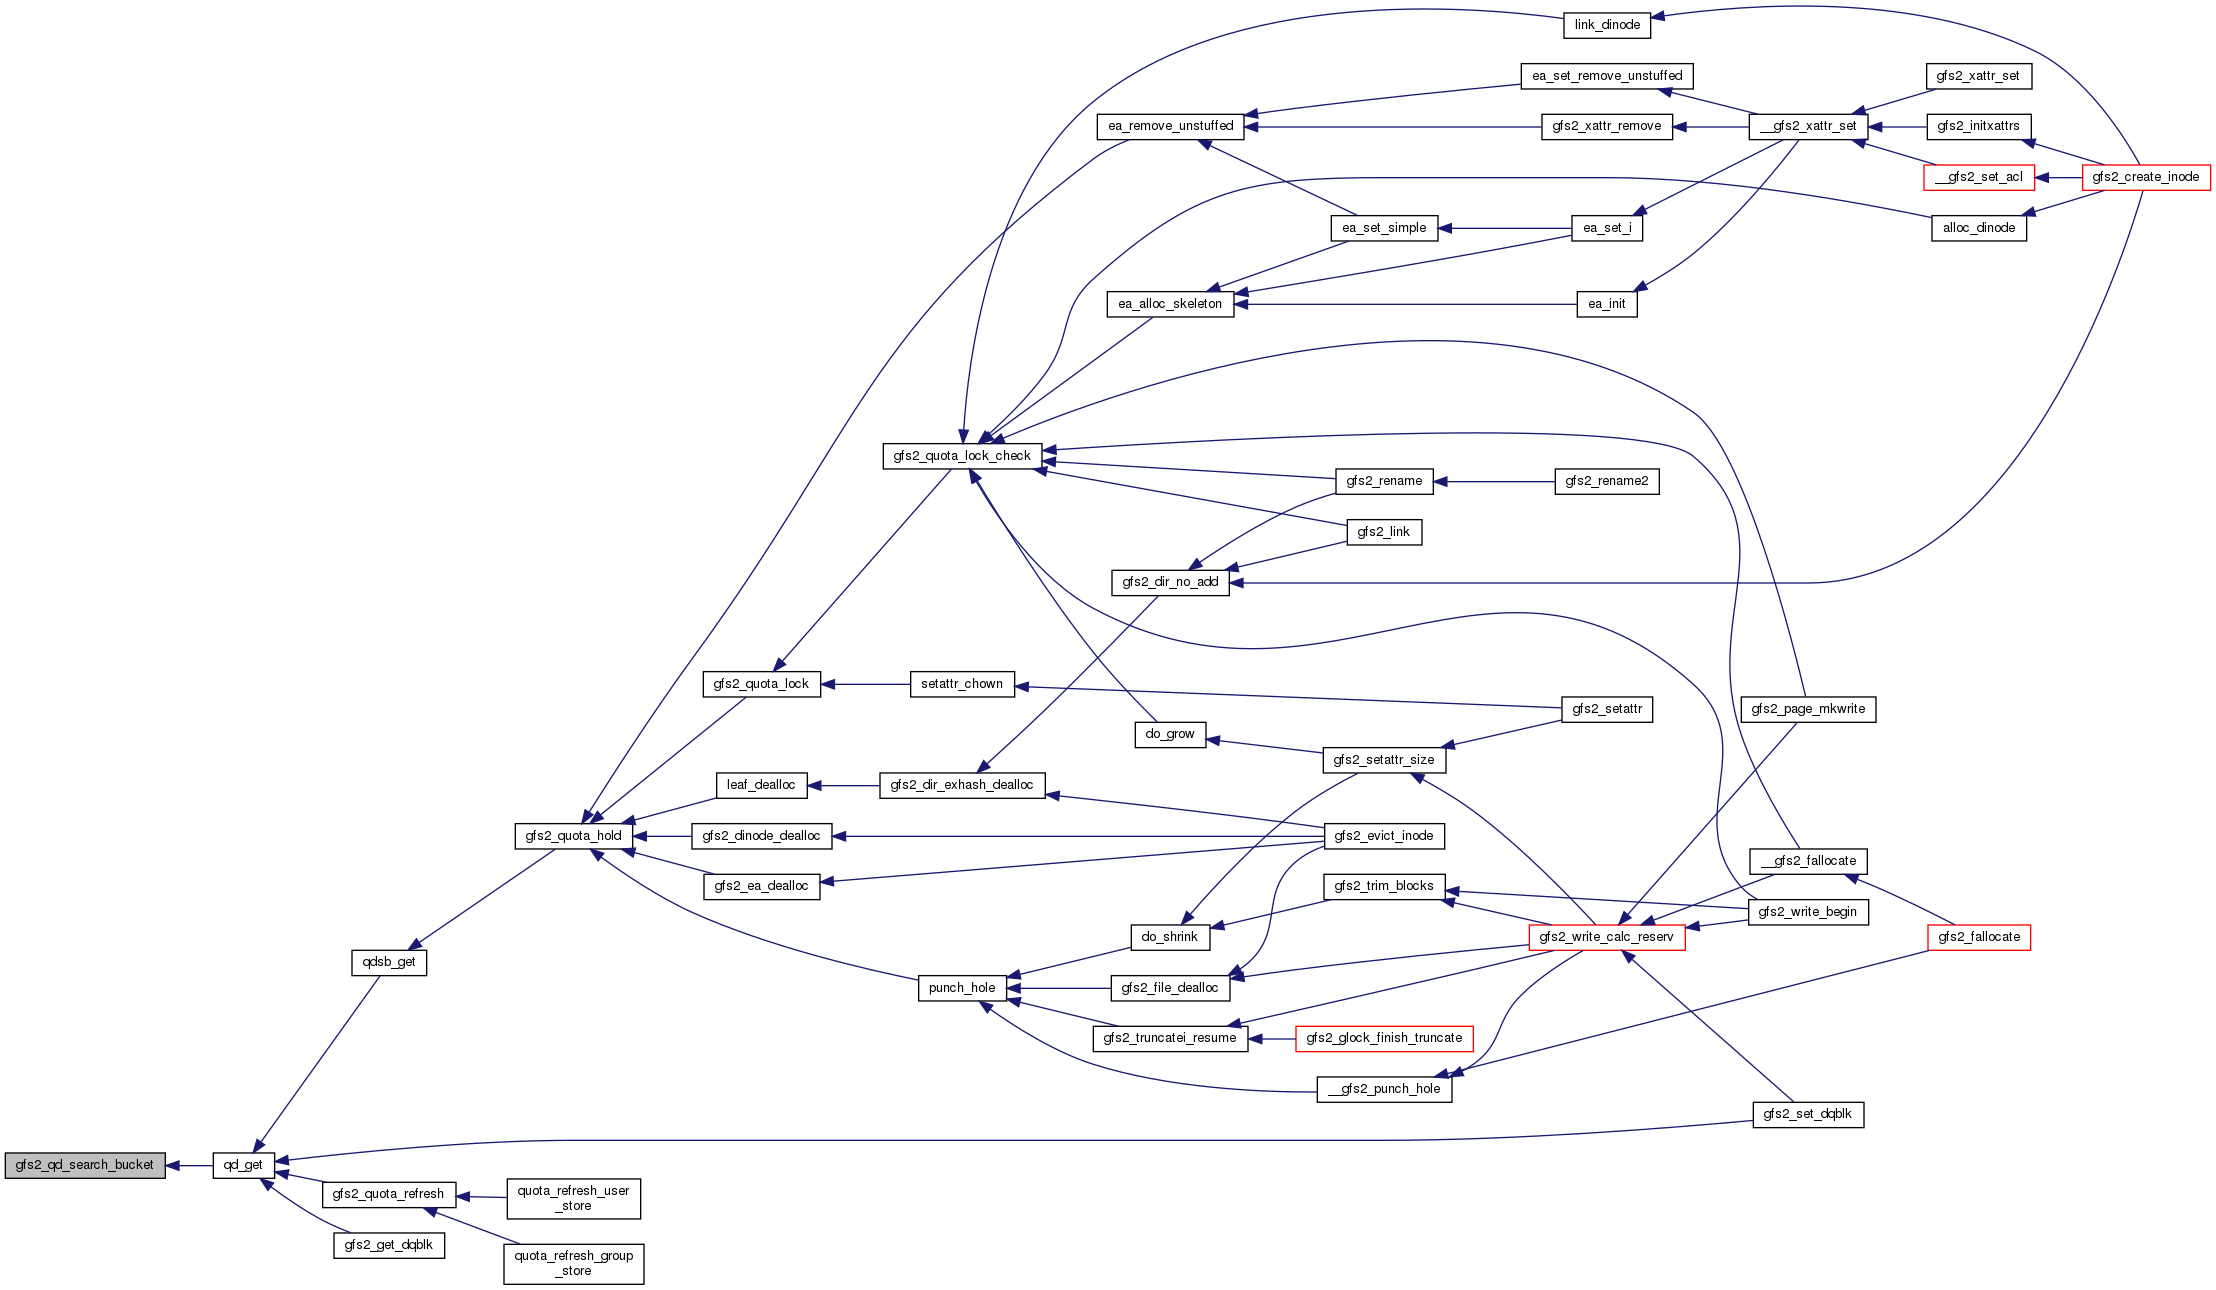 link_dinode
ea_set_remove_unstuffed
gfs2_xattr_set
ea_remove_unstuffed
gfs2_xattr_remove
__gfs2_xattr_set
gfs2_initxattrs
__gfs2_set_acl
gfs2_create_inode
ea_set_simple
ea_set_i
alloc_dinode
ea_alloc_skeleton
ea_init
gfs2_quota_lock_check
gfs2_rename
gfs2_rename2
gfs2_link
gfs2_dir_no_add
gfs2_quota_lock
setattr_chown
gfs2_setattr
gfs2_page_mkwrite
do_grow
gfs2_setattr_size
leaf_dealloc
gfs2_dir_exhash_dealloc
gfs2_quota_hold
gfs2_dinode_dealloc
gfs2_evict_inode
__gfs2_fallocate
gfs2_ea_dealloc
gfs2_trim_blocks
gfs2_write_begin
do_shrink
gfs2_write_calc_reserv
gfs2_fallocate
qdsb_get
punch_hole
gfs2_file_dealloc
gfs2_truncatei_resume
gfs2_glock_finish_truncate
__gfs2_punch_hole
gfs2_set_dqblk
gfs2_qd_search_bucket
qd_get
gfs2_quota_refresh
quota_refresh_user
_store
gfs2_get_dqblk
quota_refresh_group
_store